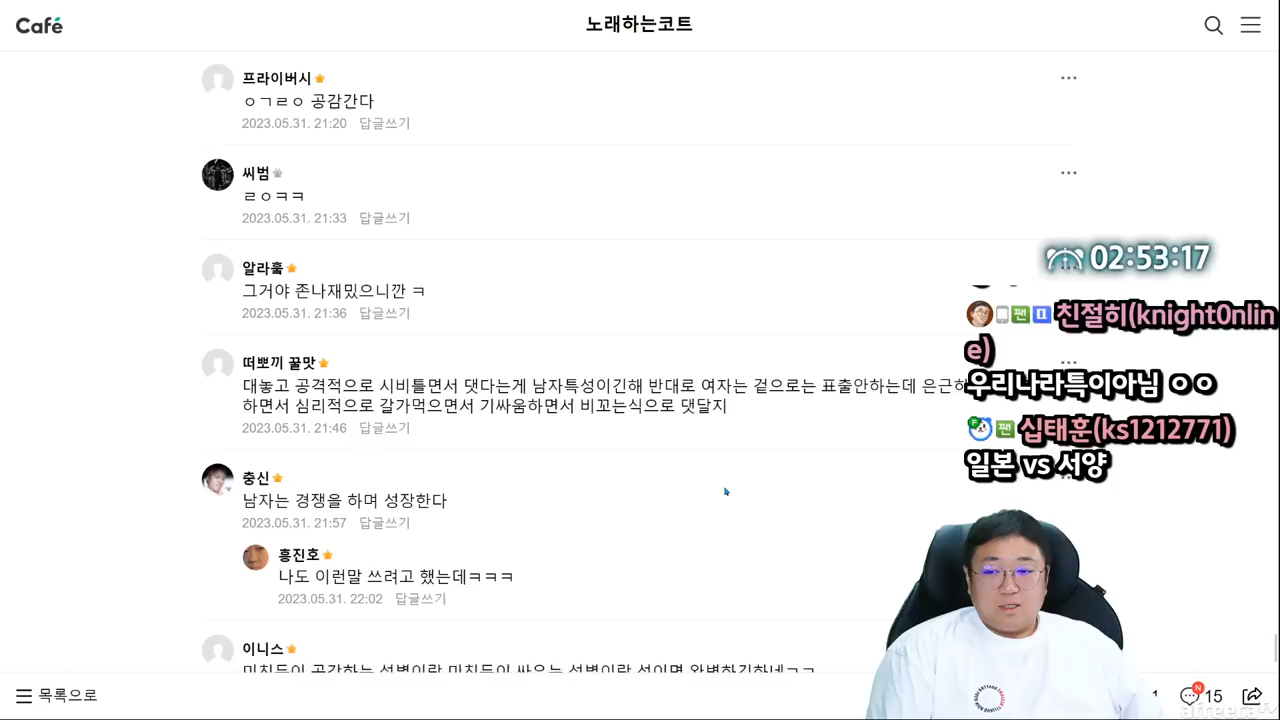 Café
노래하는코트
프라이버시
ㅇㄱㄹㅇ 공감간다
2023.05.31. 21:20 답글쓰기
씨범
ㄹㅇㅋㅋ
2023.05.31. 21:33 답글쓰기
알라훜
그거야 존나재밌으니깐 ㅋ
2023.05.31. 21:36 답글쓰기
떠뽀끼 꿀맛
대놓고 공격적으로 시비틀면서 댓다는게 남자특성이긴해 반대로 여자는 겉으로는 표출안하는데 은근히
하면서 심리적으로 갈가먹으면서 기싸움하면서 비꼬는식으로 댓달지
2023.05.31. 21:46 답글쓰기
충신
남자는 경쟁을 하며 성장한다
2023.05.31. 21:57 답글쓰기
흥진호
나도 이런말 쓰려고 했는데ㅋㅋㅋ
2023.05.31. 22:02 답글쓰기
이니스
목록으로
02:53:17
팬 친절히(knight0nlin
e)
우리나라특이아님 ㅇㅇ
F 팬 십태훈(ks1212771)
일본 vs 서양
1
N 15
afreecaTV